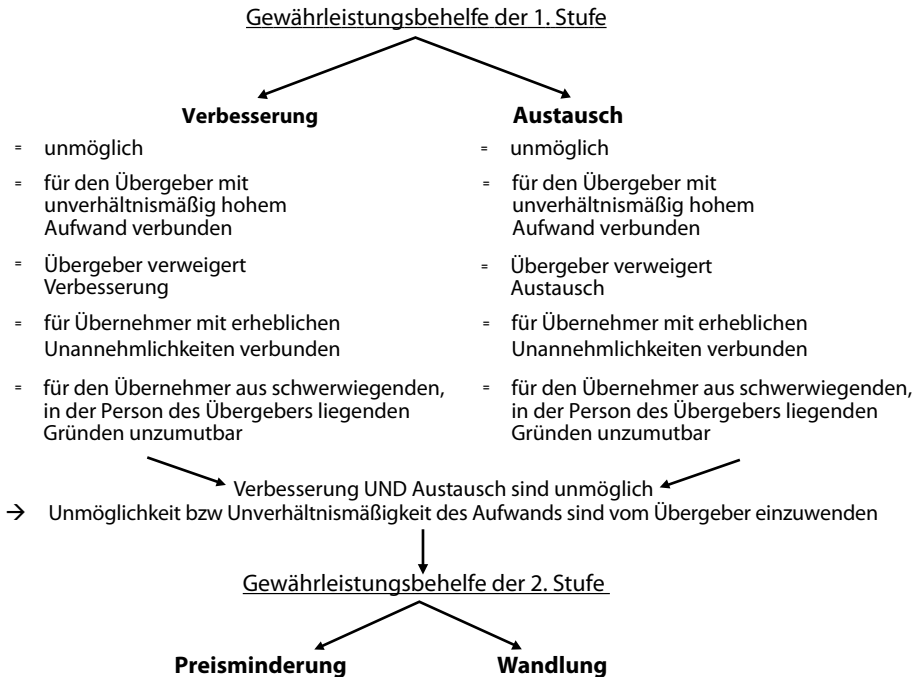 Gewährleistungsbehelfe der 1. Stufe
Verbesserung
= unmöglich
= für den Übergeber mit
unverhältnismäßig hohem
Aufwand verbunden
= Übergeber verweigert
Verbesserung
= für Übernehmer mit erheblichen
Unannehmlichkeiten verbunden
= für den Übernehmer aus schwerwiegenden,
in der Person des Übergebers liegenden
Gründen unzumutbar
Austausch
= unmöglich
= für den Übergeber mit
unverhältnismäßig hohem
Aufwand verbunden
= Übergeber verweigert
Austausch
= für Übernehmer mit erheblichen
Unannehmlichkeiten verbunden
= für den Übernehmer aus schwerwiegenden,
in der Person des Übergebers liegenden
Gründen unzumutbar
Verbesserung UND Austausch sind unmöglich
→ Unmöglichkeit bzw Unverhältnismäßigkeit des Aufwands sind vom Übergeber einzuwenden
Gewährleistungsbehelfe der 2. Stufe
Preisminderung
Wandlung